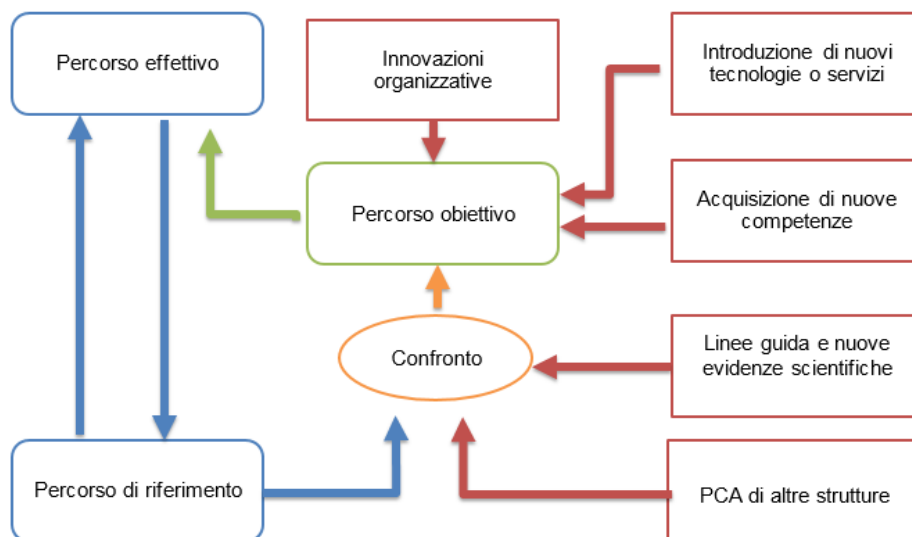 Percorso effettivo
Innovazioni
organizzative
Introduzione di nuovi
tecnologie o servizi
Percorso obiettivo
Acquisizione di nuove
competenze
Confronto
Linee guida e nuove
evidenze scientifiche
Percorso di riferimento
PCA di altre strutture